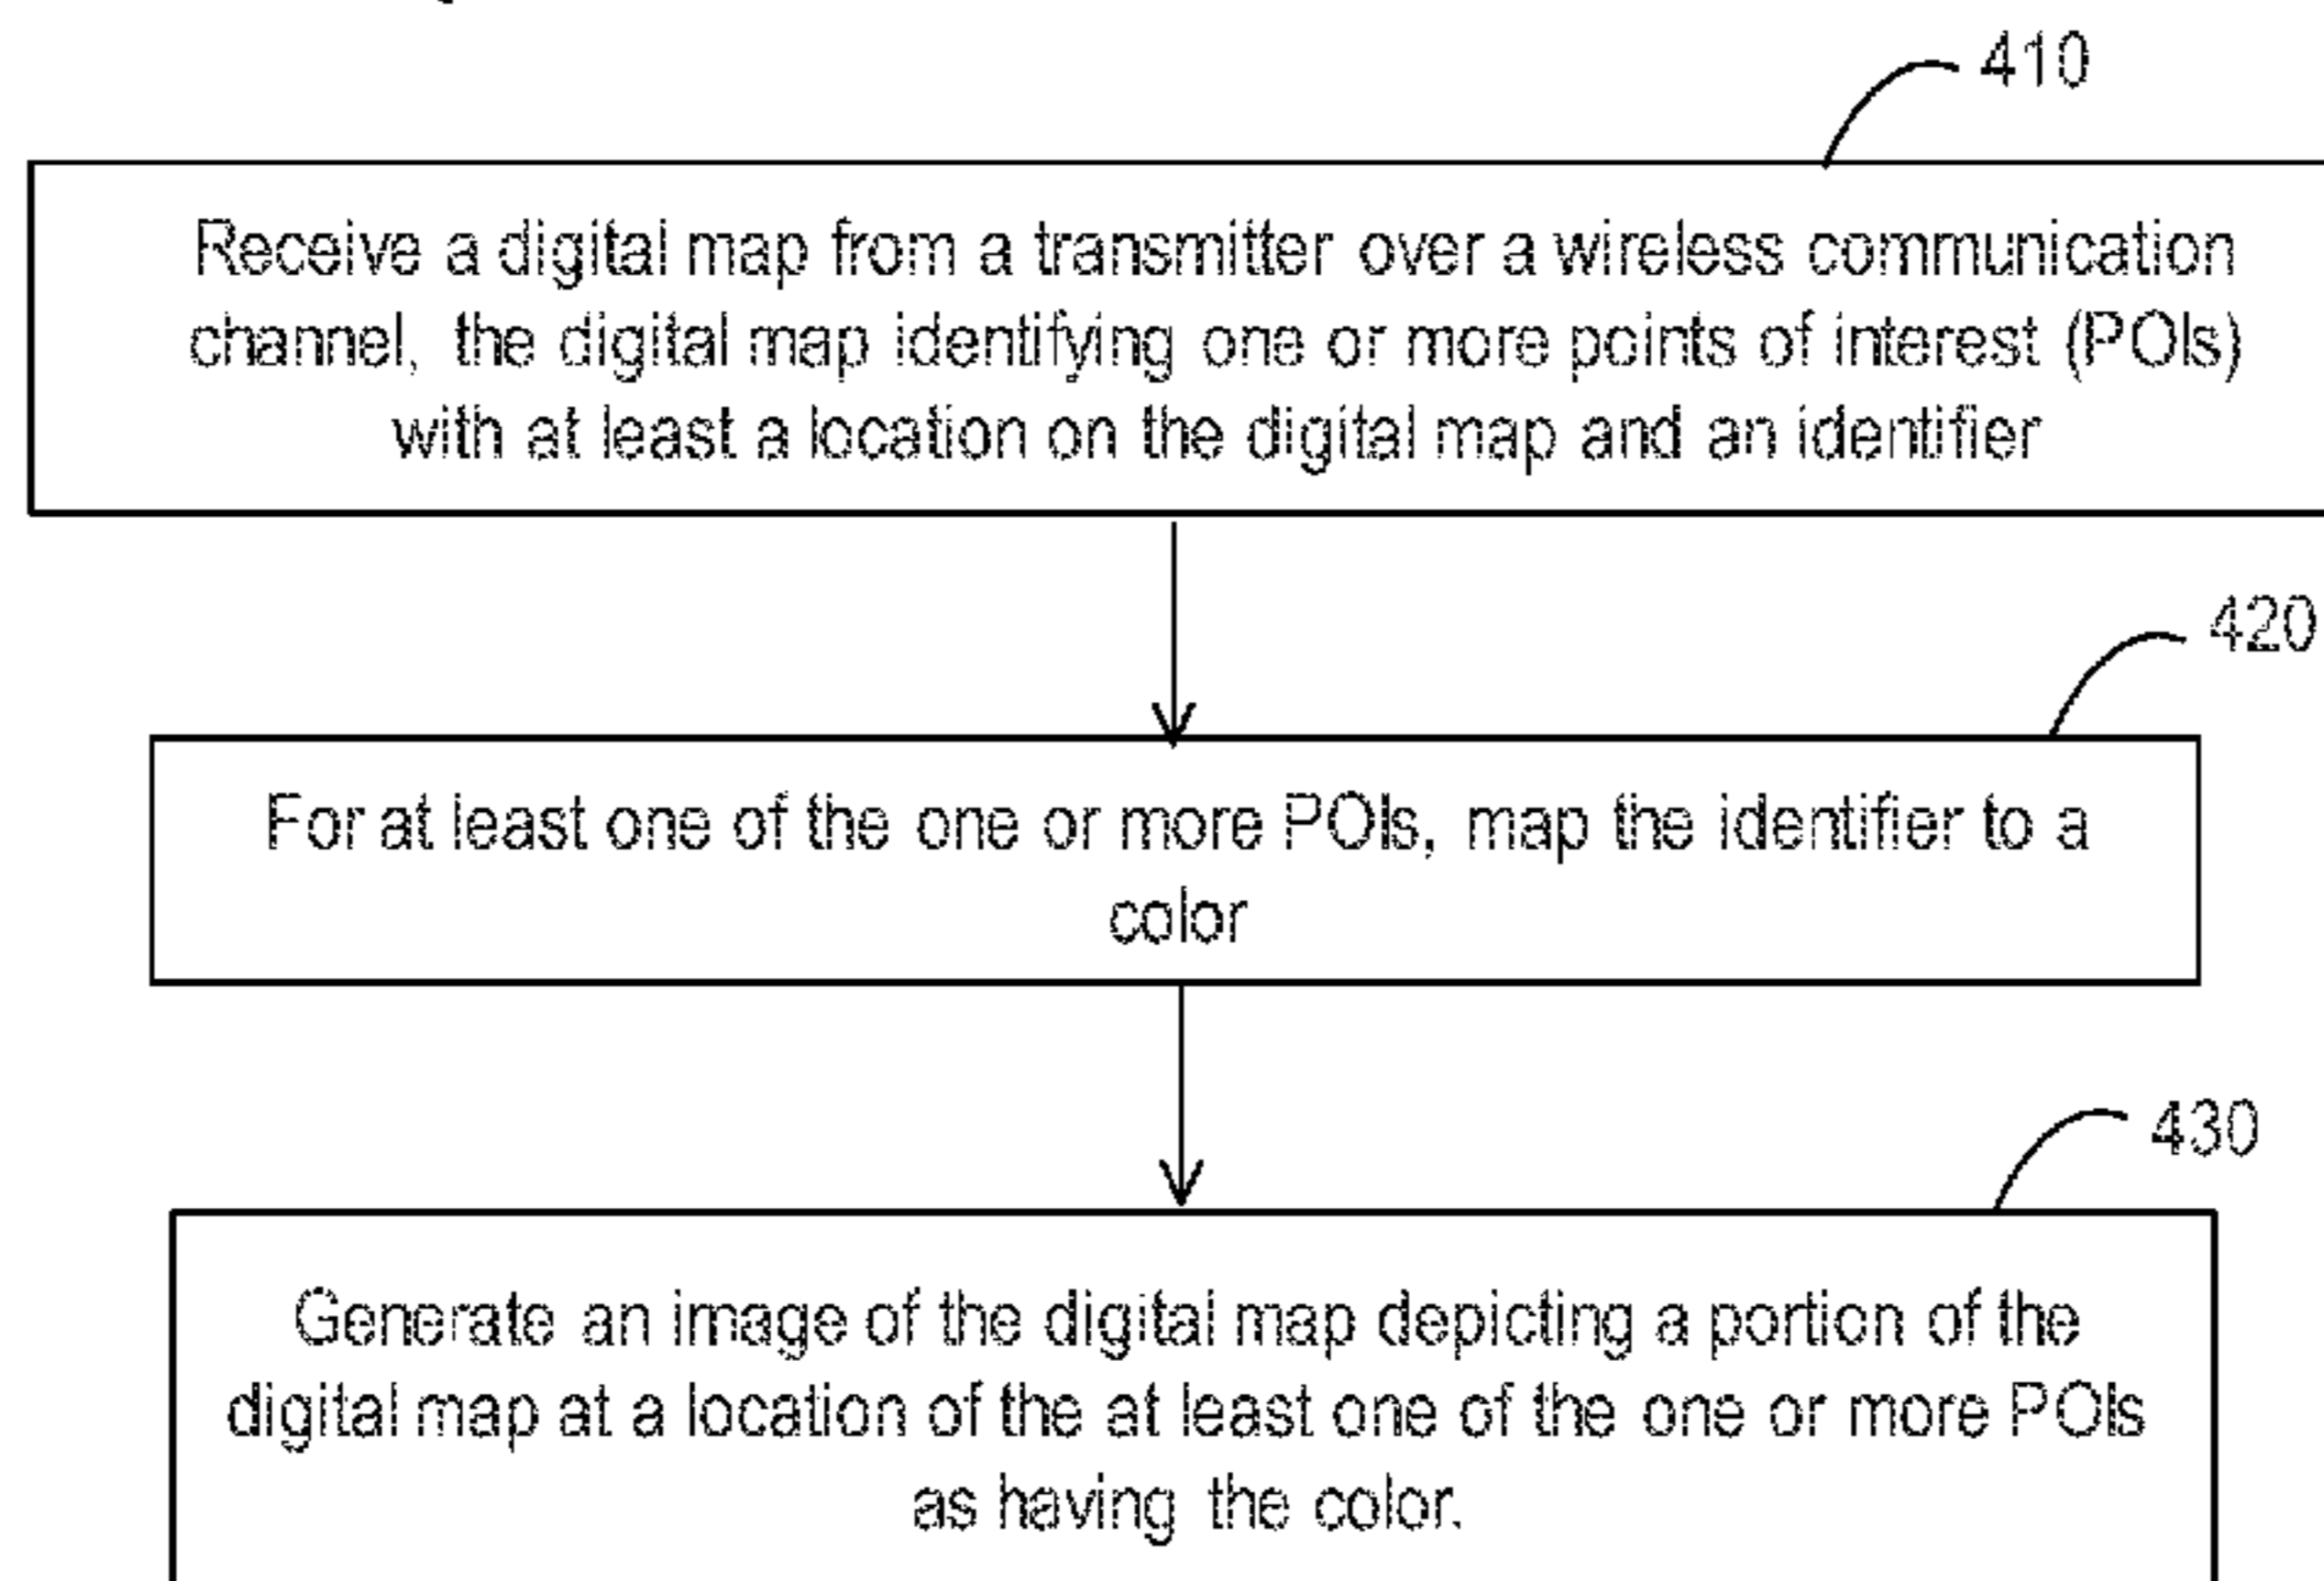 410
Receive a digital map from a transmitter over a wireless communication
channel, the digital map identifying one or more points of interest (POIs)
with at least a location on the digital map and an identifier
420
For at least one of the one or more POIs, map the identifier to a
color
430
Generate an image of the digital map depicting a portion of the
digital map at a location of the at least one of the one or more POIs
as having the color.